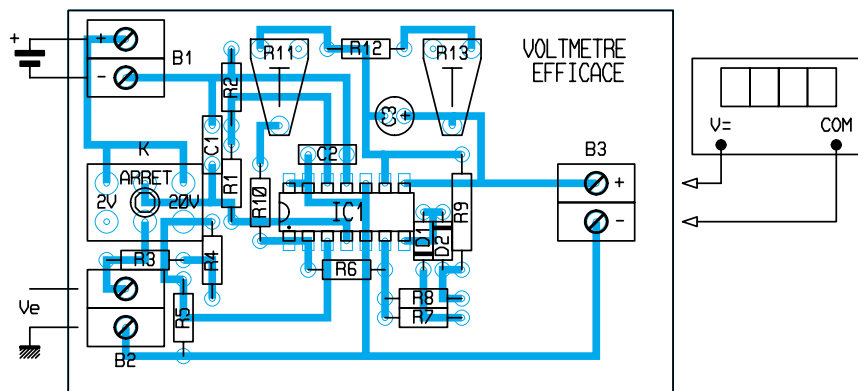 VOLTMETRE
EFFICACE
+
+
-
B1
R11
R12
R13
R2
C3
+
V=
COM
K
C1
C2
B3
ARRET
2V
20V
R1
R10
IC1
R9
+
-
D1
D2
R3
R4
R6
Ve
R5
R8
R7
B2